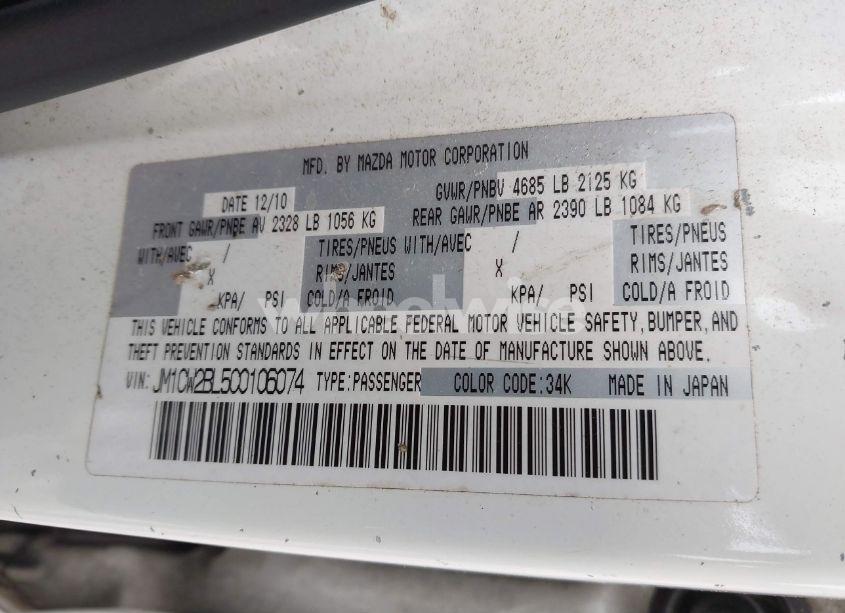 MFD. BY MAZDA MOTOR CORPORATION
DATE 12/10 GVWR/PNBV 4685 LB 2125 KG
FRONT GAWR/PNBE AV 2328 LB 1056 KG REAR GAWR/PNBE AR 2390 LB 1084 KG
WITH/AVEC / TIRES/PNEUS WITH/AVEC / TIRES/PNEUS
X RIMS/JANTES X RIMS/JANTES
KPA/ PSI COLD/A FROID KPA/ PSI COLD/A FROID
THIS VEHICLE CONFORMS TO ALL APPLICABLE FEDERAL MOTOR VEHICLE SAFETY, BUMPER, AND
THEFT PREVENTION STANDARDS IN EFFECT ON THE DATE OF MANUFACTURE SHOWN ABOVE.
VIN: JM1CW2BL5C0106074 TYPE:PASSENGER COLOR CODE:34K MADE IN JAPAN